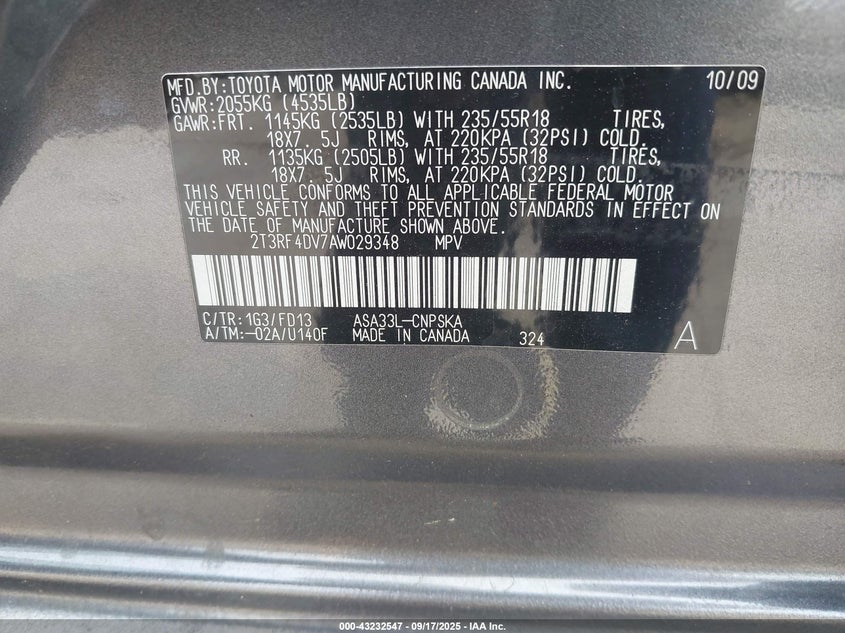 MFD.BY:TOYOTA MOTOR MANUFACTURING CANADA INC. 10/09
GVWR:2055KG (4535LB)
GAWR:FRT. 1145KG (2535LB) WITH 235/55R18 TIRES,
18X7. 5J RIMS, AT 220KPA (32PSI) COLD.
RR. 1135KG (2505LB) WITH 235/55R18 TIRES,
18X7. 5J RIMS, AT 220KPA (32PSI) COLD.
THIS VEHICLE CONFORMS TO ALL APPLICABLE FEDERAL MOTOR
VEHICLE SAFETY AND THEFT PREVENTION STANDARDS IN EFFECT ON
THE DATE OF MANUFACTURE SHOWN ABOVE.
2T3RF4DV7AW029348 MPV
C/TR:1G3/FD13 ASA33L-CNPSKA
A/TM:-02A/U140F MADE IN CANADA 324 A
000-43232547 - 09/17/2025 - IAA Inc.